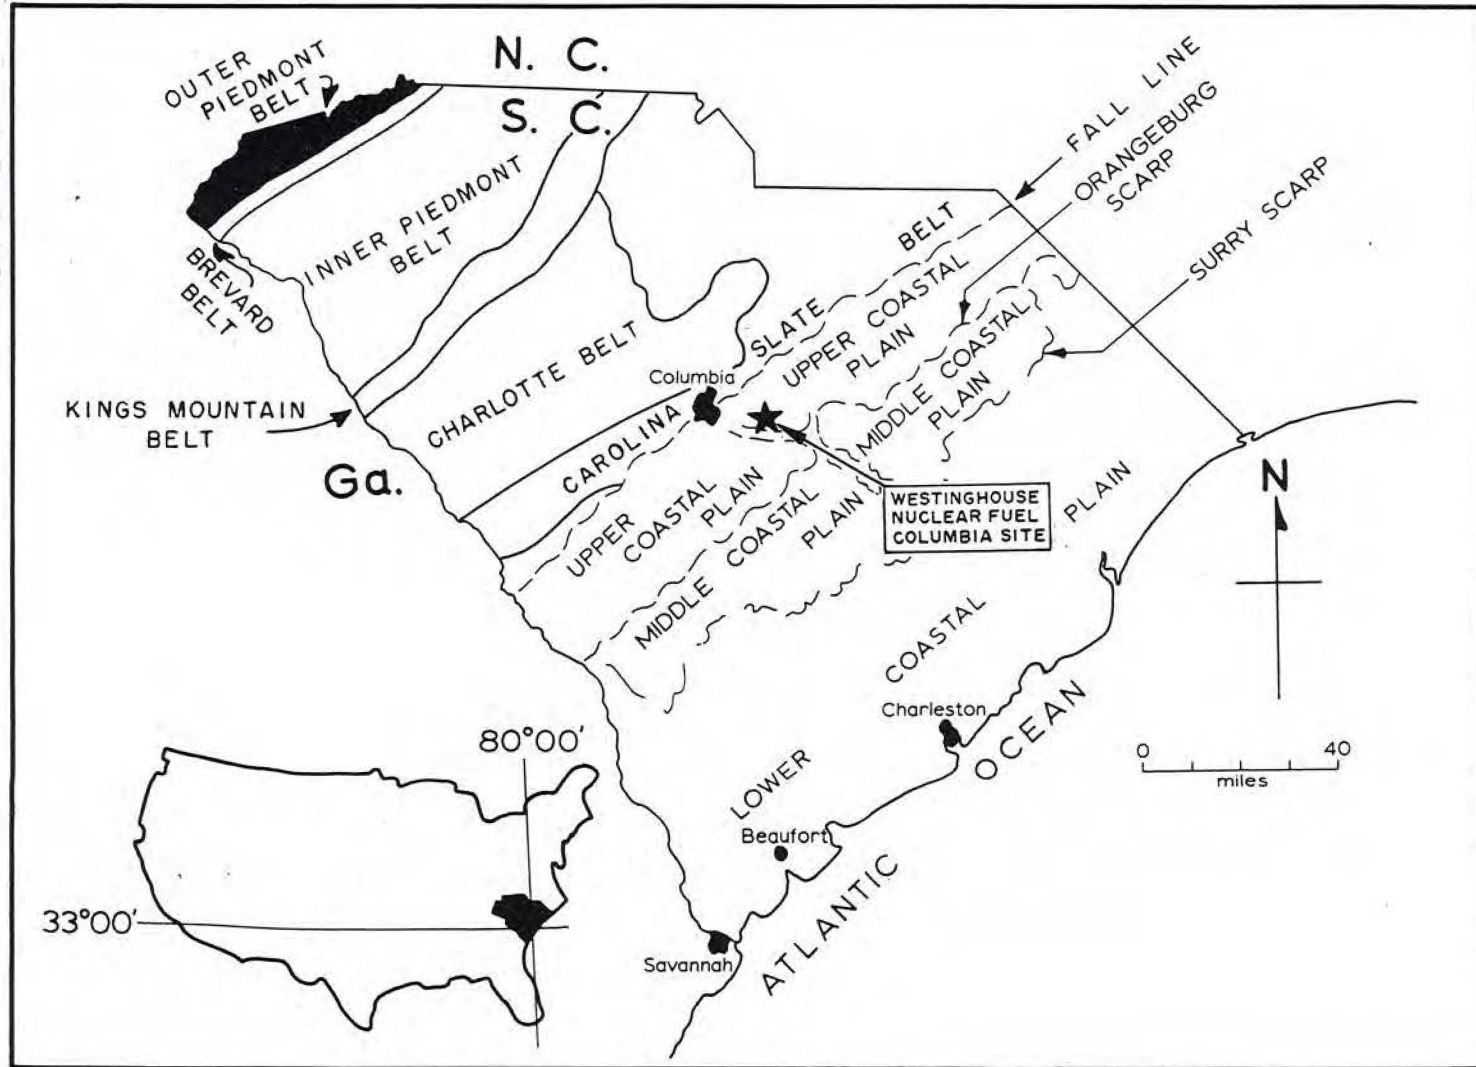 N. C.
S. C.
OUTER
PIEDMONT
BELT
FALL LINE
ORANGEBURG
SCARP
SURRY SCARP
INNER PIEDMONT
BELT
BREVARD
BELT
KINGS MOUNTAIN
BELT
CHARLOTTE BELT
CAROLINA
SLATE
BELT
Columbia
UPPER COASTAL
PLAIN
MIDDLE COASTAL
PLAIN
Ga.
UPPER
COASTAL
PLAIN
MIDDLE COASTAL
PLAIN
WESTINGHOUSE
NUCLEAR FUEL
COLUMBIA SITE
N
LOWER
COASTAL
PLAIN
Charleston
Beaufort
Savannah
ATLANTIC
OCEAN
0 40
miles
80°00'
33°00'